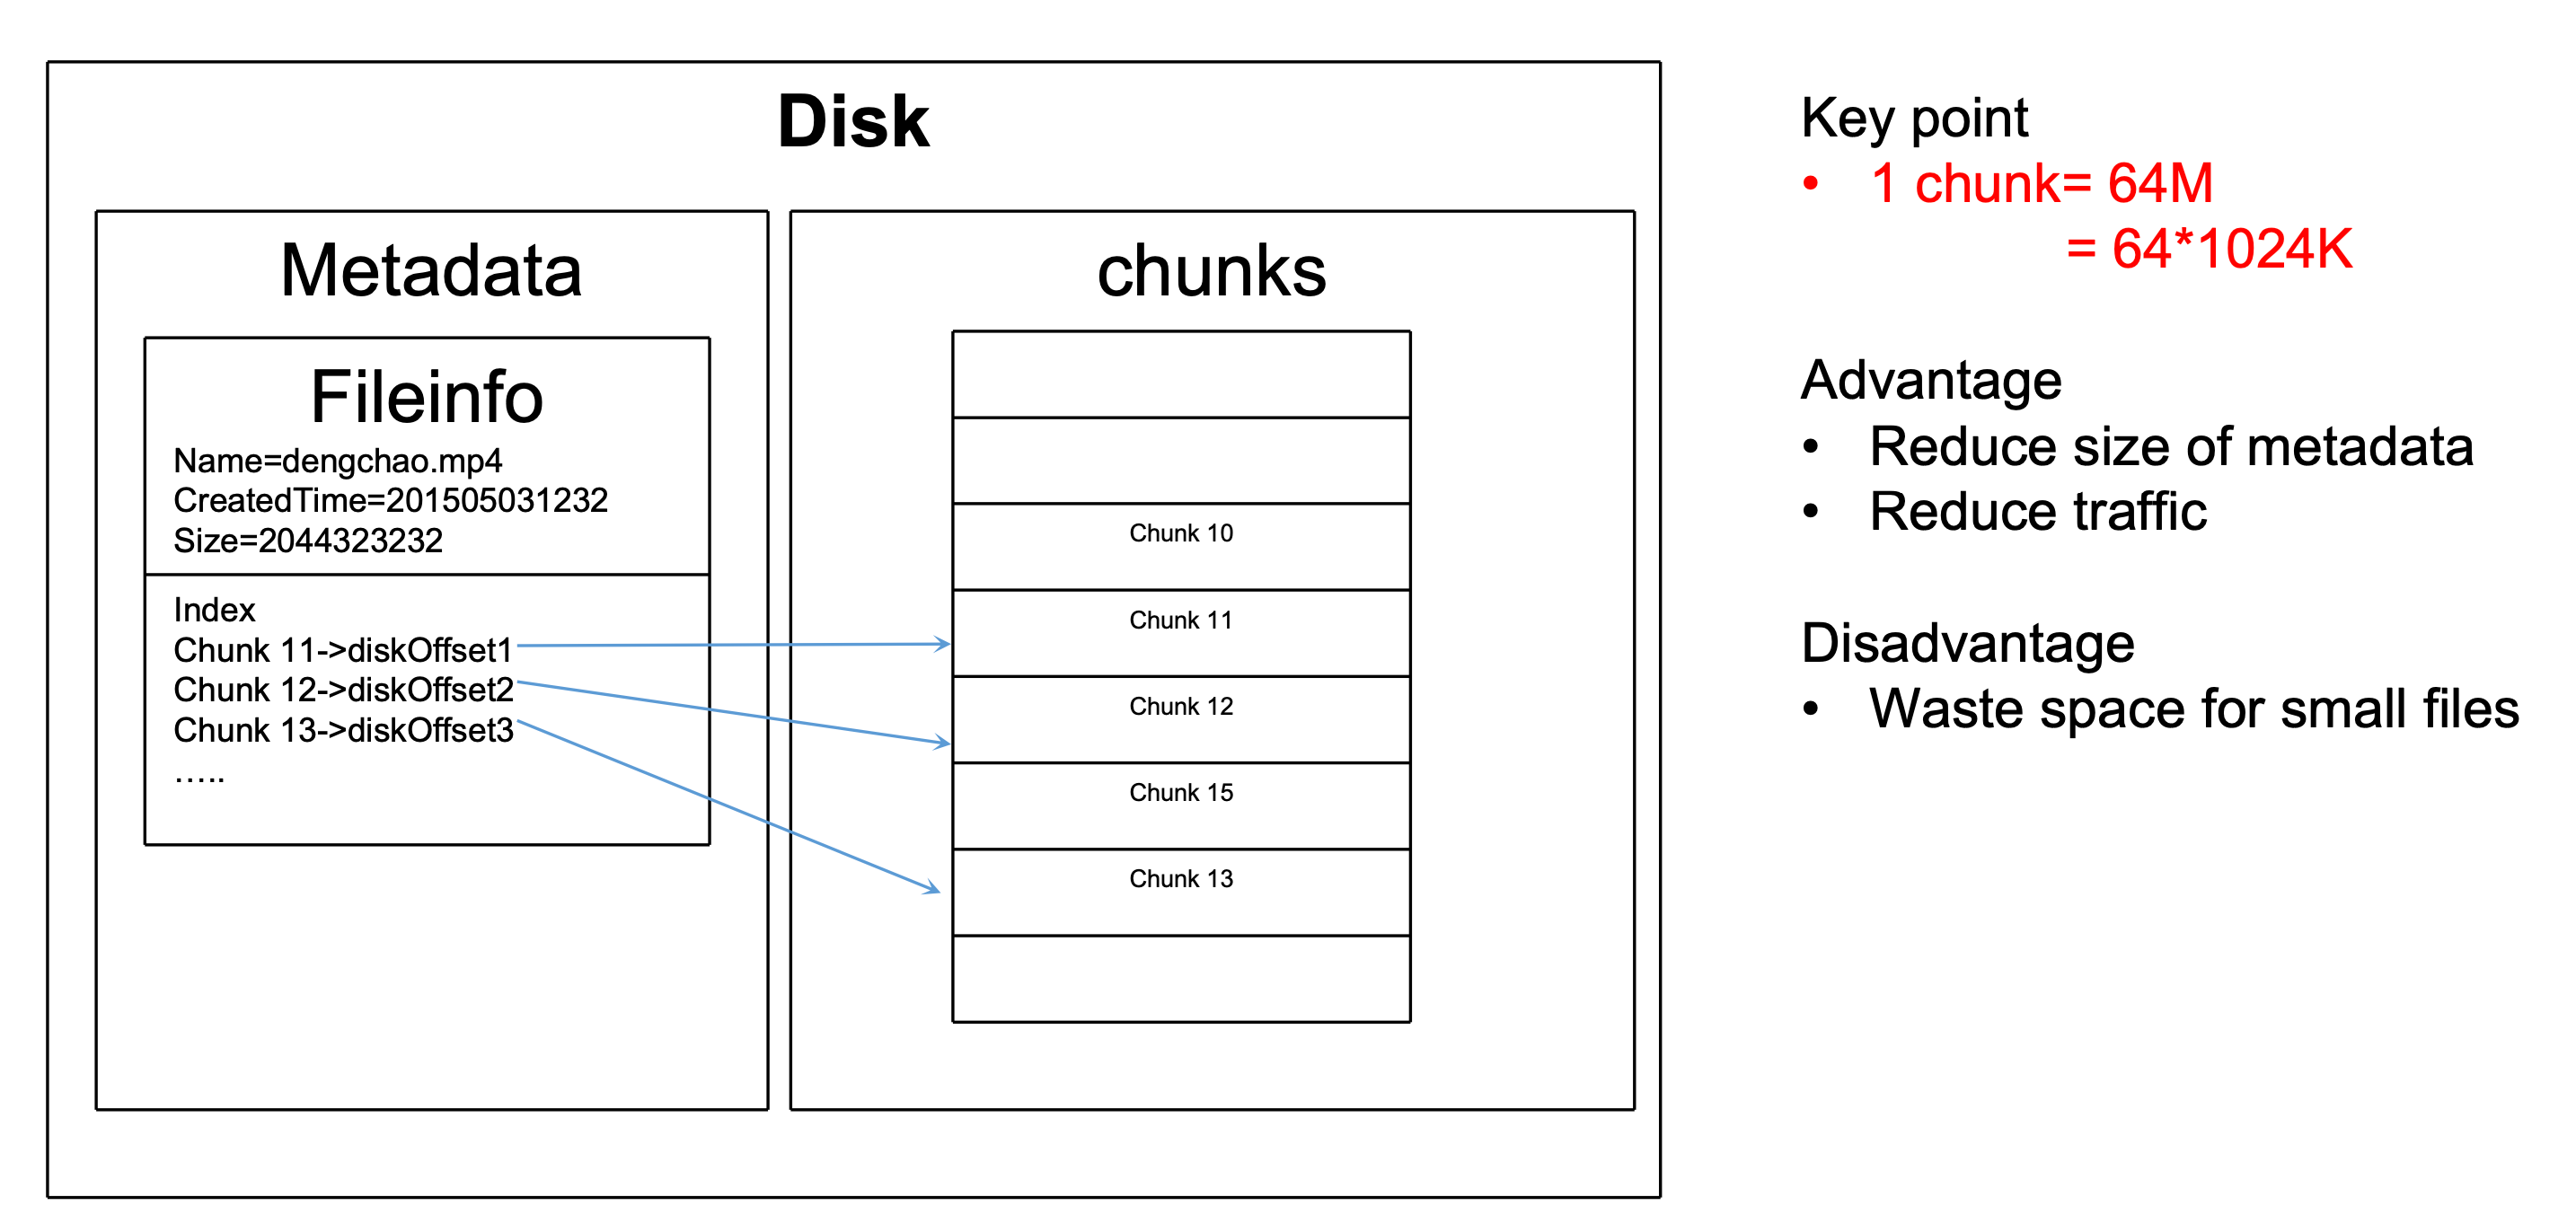 Disk
Metadata
Fileinfo
Name=dengchao.mp4
CreatedTime=201505031232
Size=2044323232
Index
Chunk 11->diskOffset1
Chunk 12->diskOffset2
Chunk 13->diskOffset3
…..
chunks
Chunk 10
Chunk 11
Chunk 12
Chunk 15
Chunk 13
Key point
• 1 chunk= 64M
= 64*1024K
Advantage
• Reduce size of metadata
• Reduce traffic
Disadvantage
• Waste space for small files